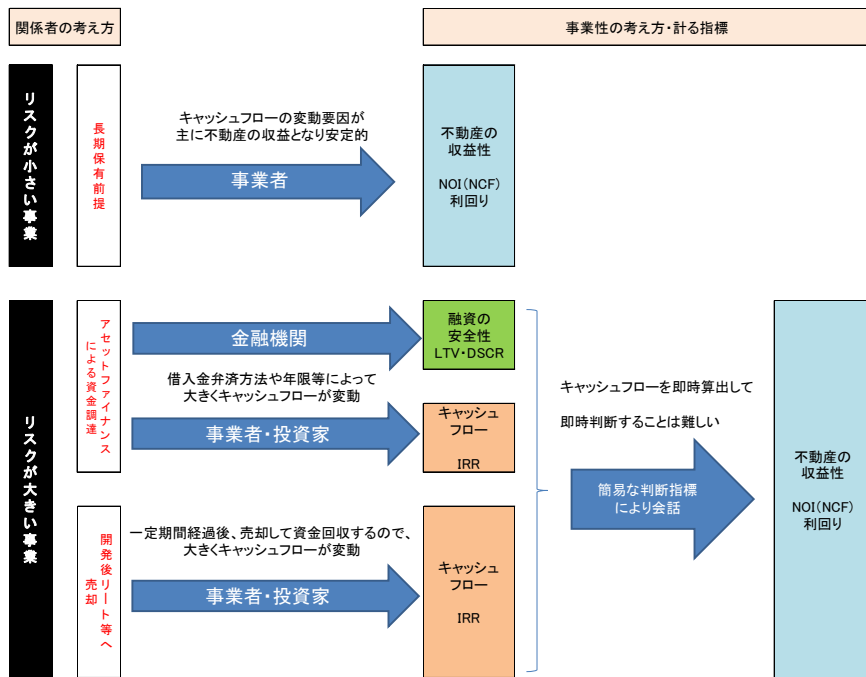 関係者の考え方
事業性の考え方・計る指標
リスクが小さい事業
長期保有前提
キャッシュフローの変動要因が
主に不動産の収益となり安定的
事業者
不動産の
収益性
NOI(NCF)
利回り
リスクが大きい事業
アセットファイナンス
による資金調達
金融機関
融資の
安全性
LTV・DSCR
借入金弁済方法や年限等によって
大きくキャッシュフローが変動
事業者・投資家
キャッシュ
フロー
IRR
開発後リート等へ
売却
一定期間経過後、売却して資金回収するので、
大きくキャッシュフローが変動
事業者・投資家
キャッシュ
フロー
IRR
キャッシュフローを即時算出して
即時判断することは難しい
簡易な判断指標
により会話
不動産の
収益性
NOI(NCF)
利回り